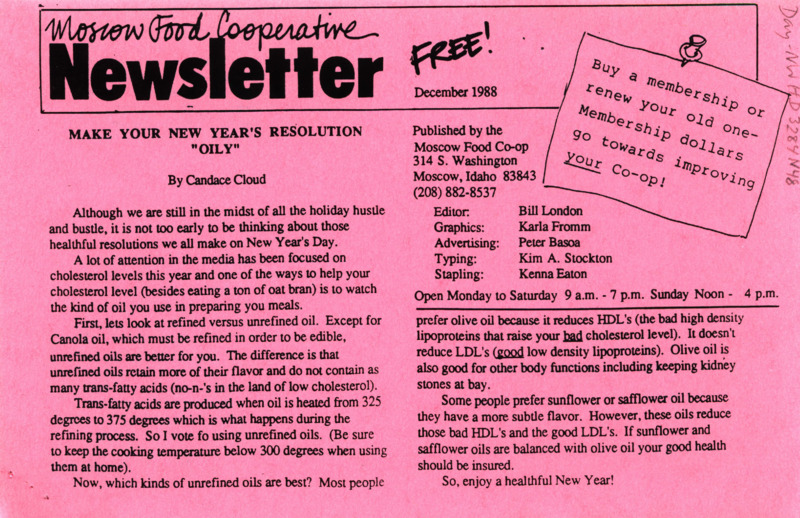 Moscow Food Cooperative
Newsletter
FREE!
December 1988
Buy a membership or
renew your old one-
Membership dollars
go towards improving
your Co-op!
Day-NW HD 3284 N48
MAKE YOUR NEW YEAR'S RESOLUTION
"OILY"
By Candace Cloud
Although we are still in the midst of all the holiday hustle
and bustle, it is not too early to be thinking about those
healthful resolutions we all make on New Year's Day.
A lot of attention in the media has been focused on
cholesterol levels this year and one of the ways to help your
cholesterol level (besides eating a ton of oat bran) is to watch
the kind of oil you use in preparing you meals.
First, lets look at refined versus unrefined oil. Except for
Canola oil, which must be refined in order to be edible,
unrefined oils are better for you. The difference is that
unrefined oils retain more of their flavor and do not contain as
many trans-fatty acids (no-n-'s in the land of low cholesterol).
Trans-fatty acids are produced when oil is heated from 325
degrees to 375 degrees which is what happens during the
refining process. So I vote fo using unrefined oils. (Be sure
to keep the cooking temperature below 300 degrees when using
them at home).
Now, which kinds of unrefined oils are best? Most people
Published by the
Moscow Food Co-op
314 S. Washington
Moscow, Idaho 83843
(208) 882-8537
Editor: Bill London
Graphics: Karla Fromm
Advertising: Peter Basoa
Typing: Kim A. Stockton
Stapling: Kenna Eaton
Open Monday to Saturday 9 a.m. - 7 p.m. Sunday Noon - 4 p.m.
prefer olive oil because it reduces HDL's (the bad high density
lipoproteins that raise your bad cholesterol level). It doesn't
reduce LDL's (good low density lipoproteins). Olive oil is
also good for other body functions including keeping kidney
stones at bay.
Some people prefer sunflower or safflower oil because
they have a more subtle flavor. However, these oils reduce
those bad HDL's and the good LDL's. If sunflower and
safflower oils are balanced with olive oil your good health
should be insured.
So, enjoy a healthful New Year!